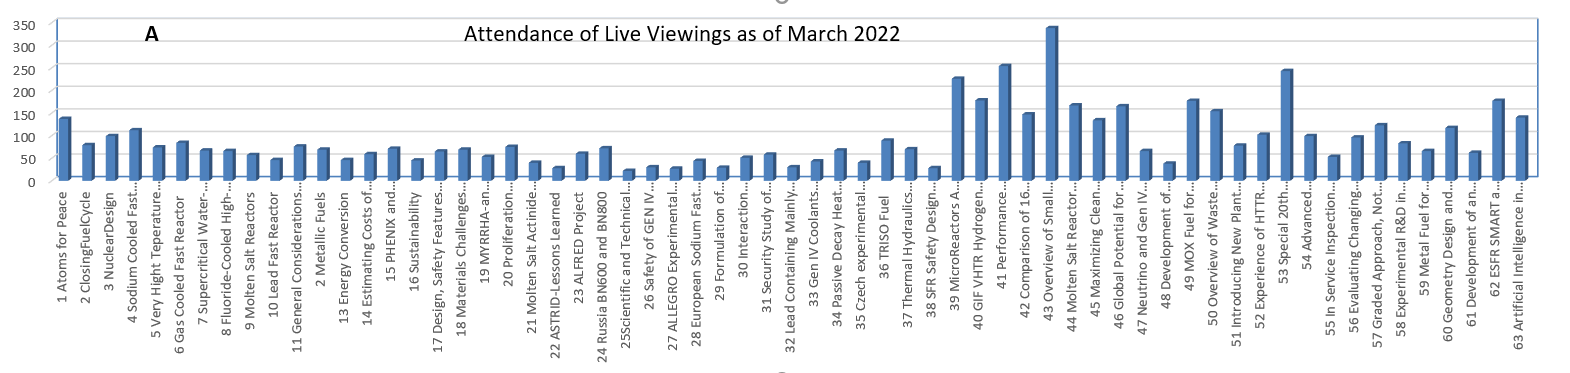 A
Attendance of Live Viewings as of March 2022
350
300
250
200
150
100
50
0
1 Atoms for Peace
2 ClosingFuelCycle
3 NuclearDesign
4 Sodium Cooled Fast...
5 Very Hight Teperature...
6 Gas Cooled Fast Reactor
7 Supercritical Water-...
8 Fluoride-Cooled High-...
9 Molten Salt Reactors
10 Lead Fast Reactor
11 General Considerations...
2 Metallic Fuels
13 Energy Conversion
14 Estimating Costs of...
15 PHENIX and...
16 Sustainability
17 Design, Safety Features...
18 Materials Challenges...
19 MYRRHA-an...
20 Proliferation...
21 Molten Salt Actinide...
22 ASTRID-Lessons Learned
23 ALFRED Project
24 Russia BN600 and BN800
25Scientific and Technical...
26 Safety of GEN IV...
27 ALLEGRO Experimental...
28 European Sodium Fast...
29 Formulation of...
30 Interaction...
31 Security Study of...
32 Lead Containing Mainly...
33 Gen IV Coolants...
34 Passive Decay Heat...
35 Czech experimental...
36 TRISO Fuel
37 Thermal Hydraulics...
38 SFR Safety Design...
39 MicroReactors A...
40 GIF VHTR Hydrogen...
41 Performance...
42 Comparison of 16...
43 Overview of Small...
44 Molten Salt Reactor...
45 Maximizing Clean...
46 Global Potential for...
47 Neutrino and Gen IV...
48 Development of...
49 MOX Fuel for...
50 Overview of Waste...
51 Introducing New Plant...
52 Experience of HTTR...
53 Special 20th...
54 Advanced...
55 In Service Inspection...
56 Evaluating Changing...
57 Graded Approach, Not...
58 Experimental R&D in...
59 Metal Fuel for...
60 Geometry Design and...
61 Development of an...
62 ESFR SMART a...
63 Artificial Intelligence in...